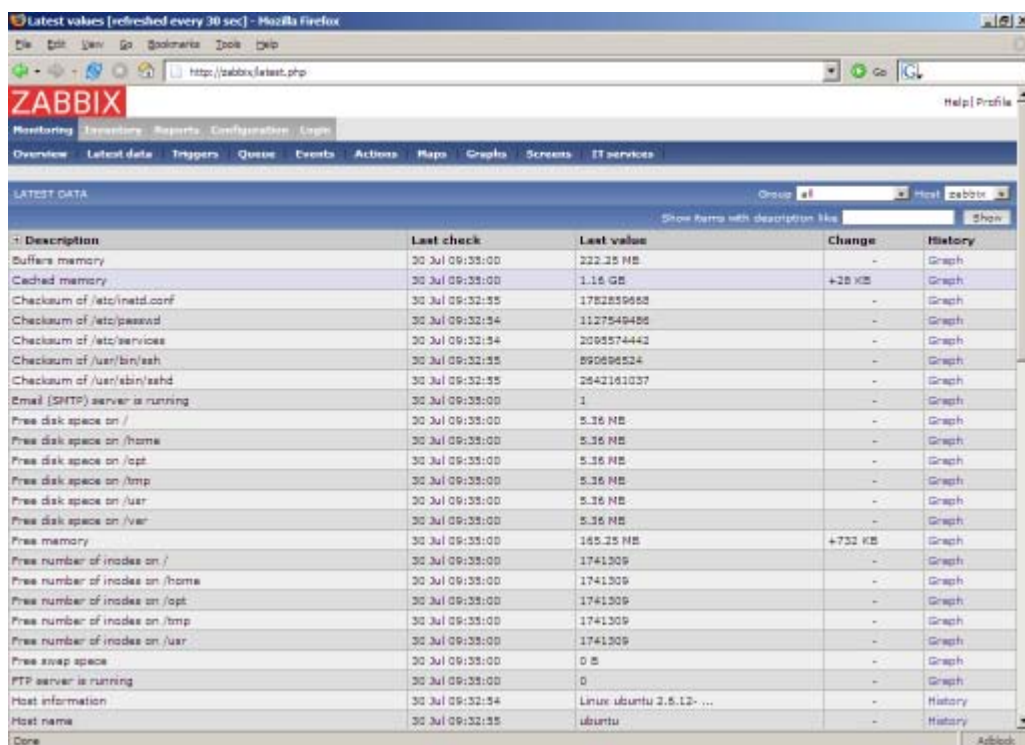 Latest values [refreshed every 30 sec] - Mozilla Firefox
File Edit View Go Bookmarks Tools Help
http://zabbix/latest.php Go
ZABBIX Help | Profile
Monitoring Inventory Reports Configuration Login
Overview Latest data Triggers Queue Events Actions Maps Graphs Screens IT services
LATEST DATA Group all Host zabbix
Show items with description like Show
Description Last check Last value Change History
Buffers memory 30 Jul 09:35:00 222.25 MB - Graph
Cached memory 30 Jul 09:35:00 1.16 GB +28 KB Graph
Checksum of /etc/inetd.conf 30 Jul 09:32:55 1782859668 - Graph
Checksum of /etc/passwd 30 Jul 09:32:54 1127549486 - Graph
Checksum of /etc/services 30 Jul 09:32:54 2095574442 - Graph
Checksum of /usr/bin/ssh 30 Jul 09:32:55 890696524 - Graph
Checksum of /usr/sbin/sshd 30 Jul 09:32:55 2642161037 - Graph
Email (SMTP) server is running 30 Jul 09:35:00 1 - Graph
Free disk space on / 30 Jul 09:35:00 5.36 MB - Graph
Free disk space on /home 30 Jul 09:35:00 5.36 MB - Graph
Free disk space on /opt 30 Jul 09:35:00 5.36 MB - Graph
Free disk space on /tmp 30 Jul 09:35:00 5.36 MB - Graph
Free disk space on /usr 30 Jul 09:35:00 5.36 MB - Graph
Free disk space on /var 30 Jul 09:35:00 5.36 MB - Graph
Free memory 30 Jul 09:35:00 165.25 MB +732 KB Graph
Free number of inodes on / 30 Jul 09:35:00 1741309 - Graph
Free number of inodes on /home 30 Jul 09:35:00 1741309 - Graph
Free number of inodes on /opt 30 Jul 09:35:00 1741309 - Graph
Free number of inodes on /tmp 30 Jul 09:35:00 1741309 - Graph
Free number of inodes on /usr 30 Jul 09:35:00 1741309 - Graph
Free swap space 30 Jul 09:35:00 0 B - Graph
FTP server is running 30 Jul 09:35:00 0 - Graph
Host information 30 Jul 09:32:54 Linux ubuntu 2.6.12- ... - History
Host name 30 Jul 09:32:55 ubuntu - History
Done Adblock